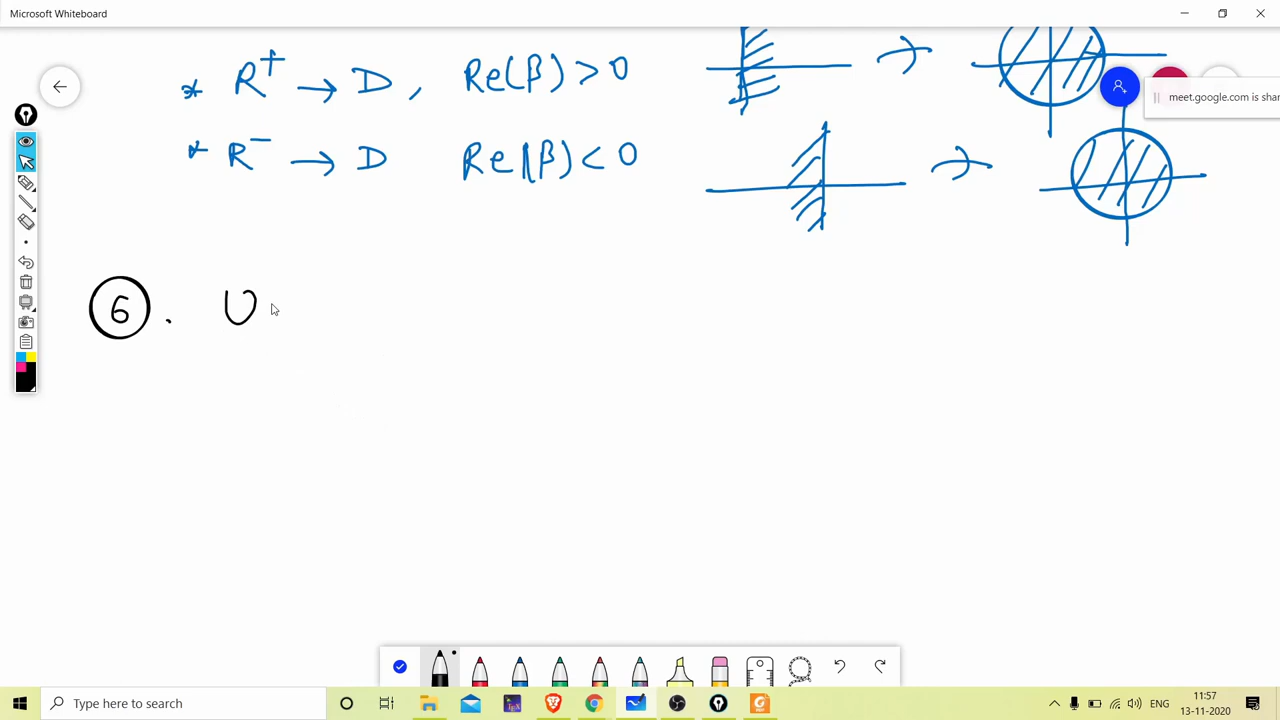 Microsoft Whiteboard
* R⁺ → D, Re(β) > 0
meet.google.com is shar
* R⁻ → D Re(β) < 0
6. U
Type here to search
ENG
11:57
13-11-2020